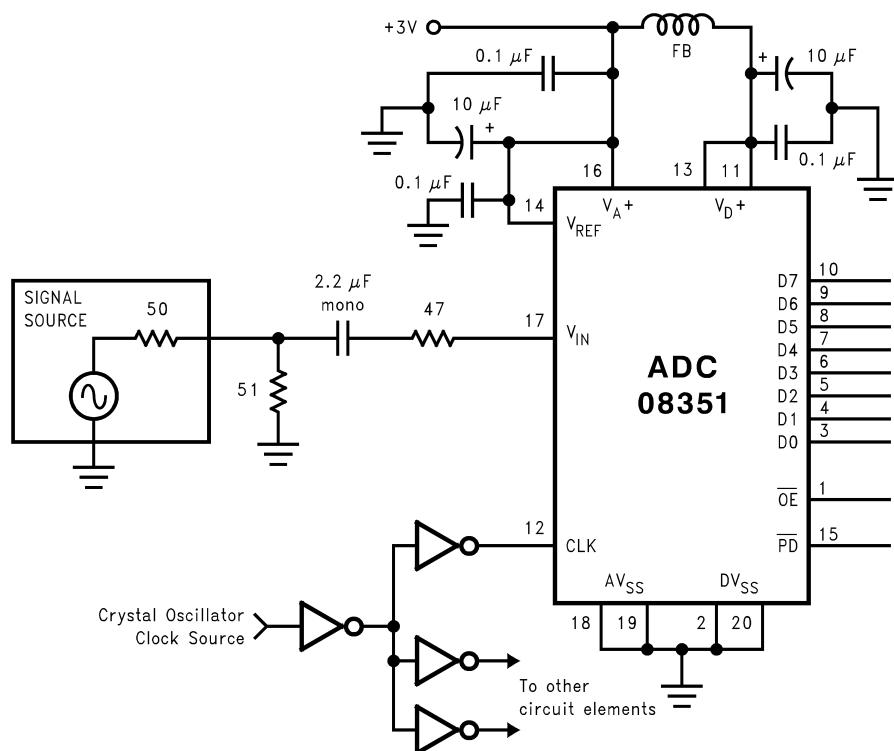 +3V
FB
0.1 μF
10 μF
+
+
10 μF
0.1 μF
0.1 μF
16
13
11
14
VA+
VD+
VREF
SIGNAL
SOURCE
50
2.2 μF
mono
47
17
VIN
51
ADC
08351
D7
10
D6
9
D5
8
D4
7
D3
6
D2
5
D1
4
D0
3
OE
1
PD
15
12
CLK
AVSS
DVSS
18
19
2
20
Crystal Oscillator
Clock Source
To other
circuit elements